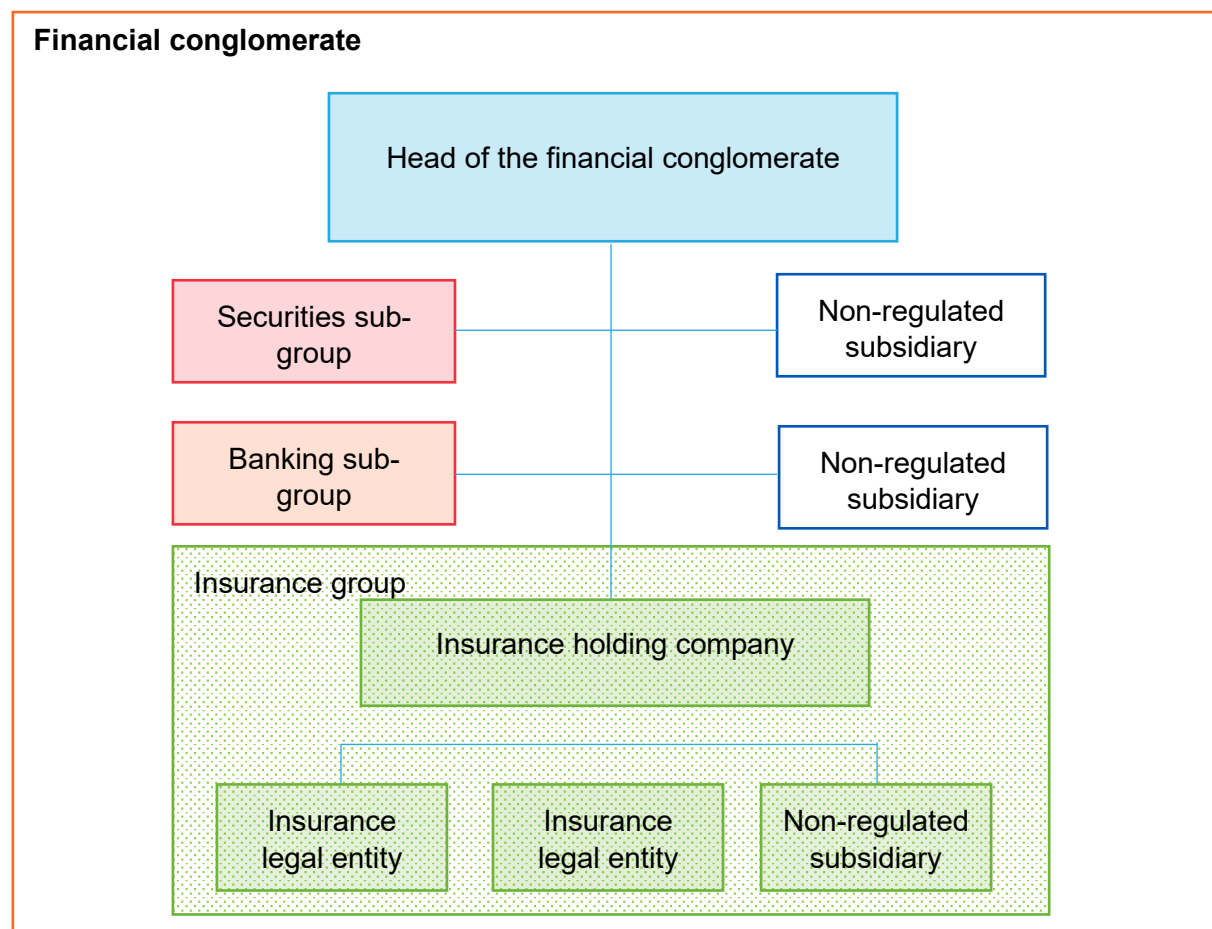 Financial conglomerate
Head of the financial conglomerate
Securities sub-
group
Non-regulated
subsidiary
Banking sub-
group
Non-regulated
subsidiary
Insurance group
Insurance holding company
Insurance
legal entity
Insurance
legal entity
Non-regulated
subsidiary